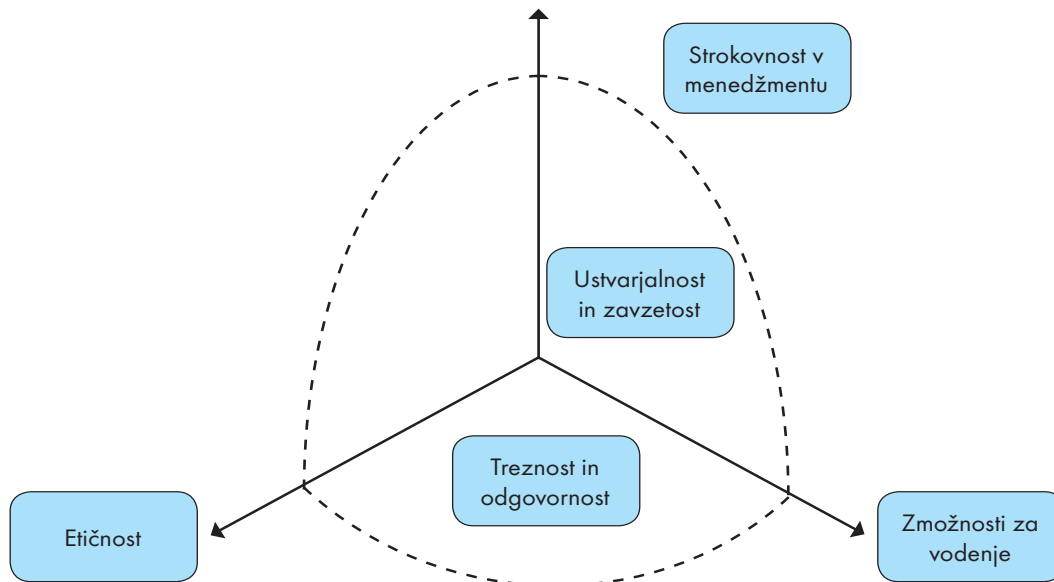 Strokovnost v
menedžmentu
Ustvarjalnost
in zavzetost
Treznost in
odgovornost
Etičnost
Zmožnosti za
vodenje